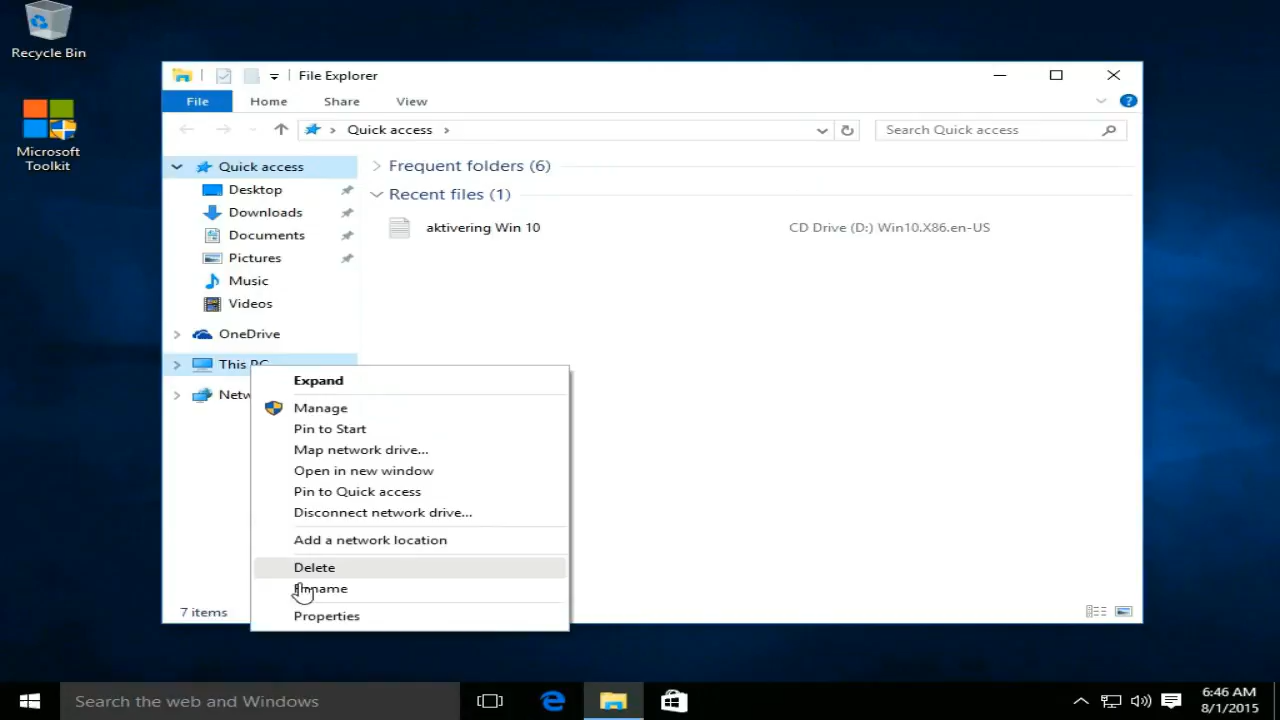 Recycle Bin
Microsoft
Toolkit
File Explorer
File Home Share View
Quick access
Search Quick access
Quick access
Desktop
Downloads
Documents
Pictures
Music
Videos
OneDrive
This PC
Netw
Frequent folders (6)
Recent files (1)
aktivering Win 10 CD Drive (D:) Win10.X86.en-US
Expand
Manage
Pin to Start
Map network drive...
Open in new window
Pin to Quick access
Disconnect network drive...
Add a network location
Delete
Rename
Properties
7 items
Search the web and Windows
6:46 AM
8/1/2015